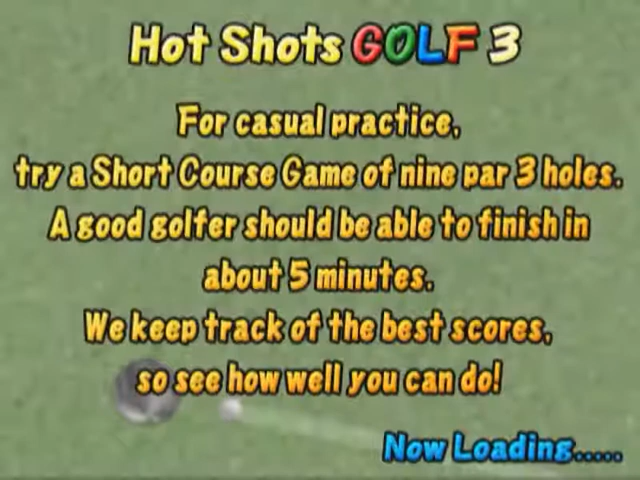 Hot Shots GOLF 3
For casual practice,
try a Short Course Game of nine par 3 holes.
A good golfer should be able to finish in
about 5 minutes.
We keep track of the best scores,
so see how well you can do!
Now Loading.....